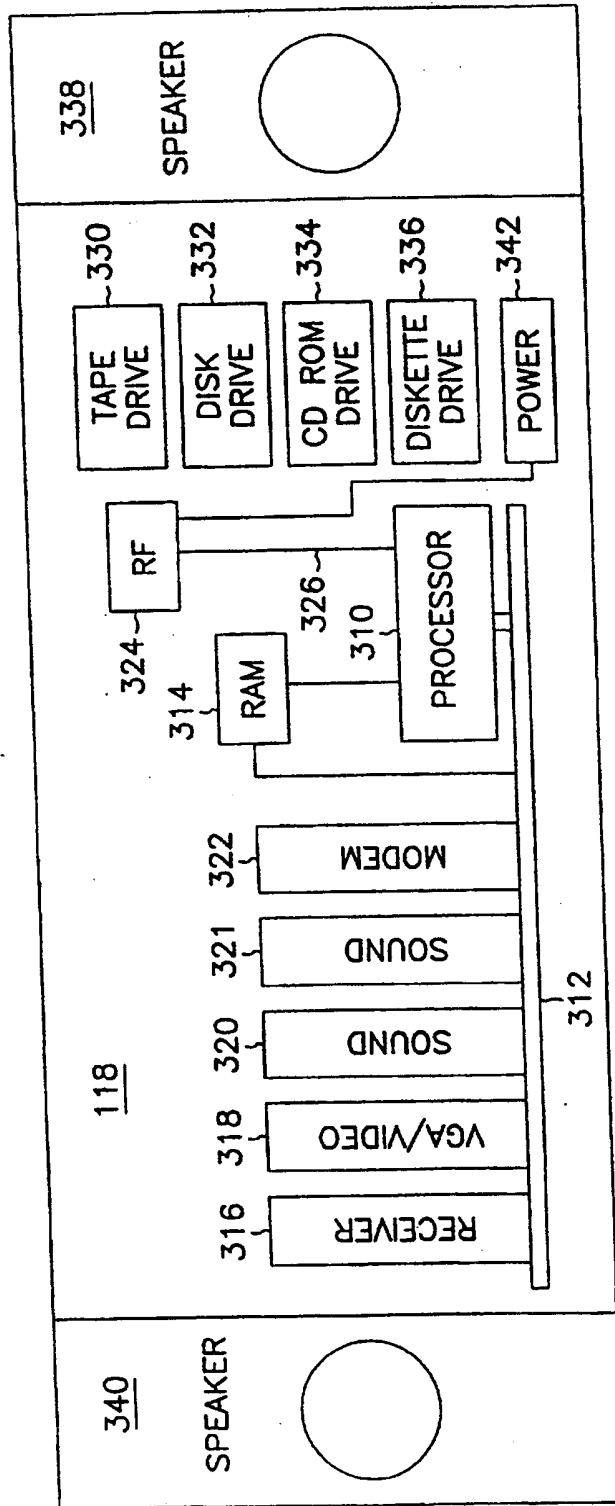 340
SPEAKER
118
316
RECEIVER
318
VGA/VIDEO
320
SOUND
321
SOUND
322
MODEM
312
314
RAM
324
RF
326
310
PROCESSOR
330
TAPE
DRIVE
332
DISK
DRIVE
334
CD ROM
DRIVE
336
DISKETTE
DRIVE
342
POWER
338
SPEAKER